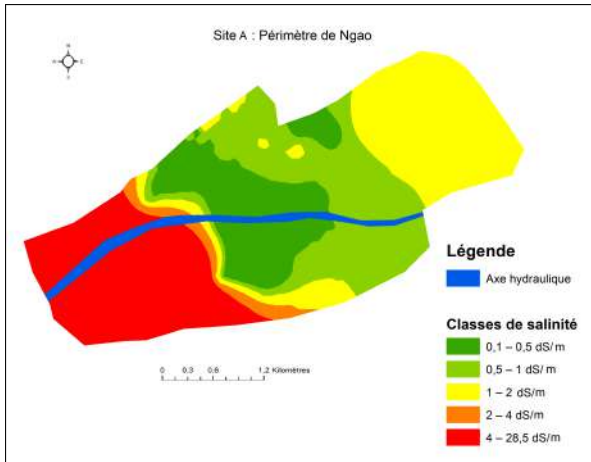 Site A : Périmètre de Ngao
N
Légende
Axe hydraulique
Classes de salinité
0,1 – 0,5 dS/m
0,5 – 1 dS/ m
1 – 2 dS/m
2 – 4 dS/m
4 – 28,5 dS/m
0 0.3 0.6 1,2 Kilomètres